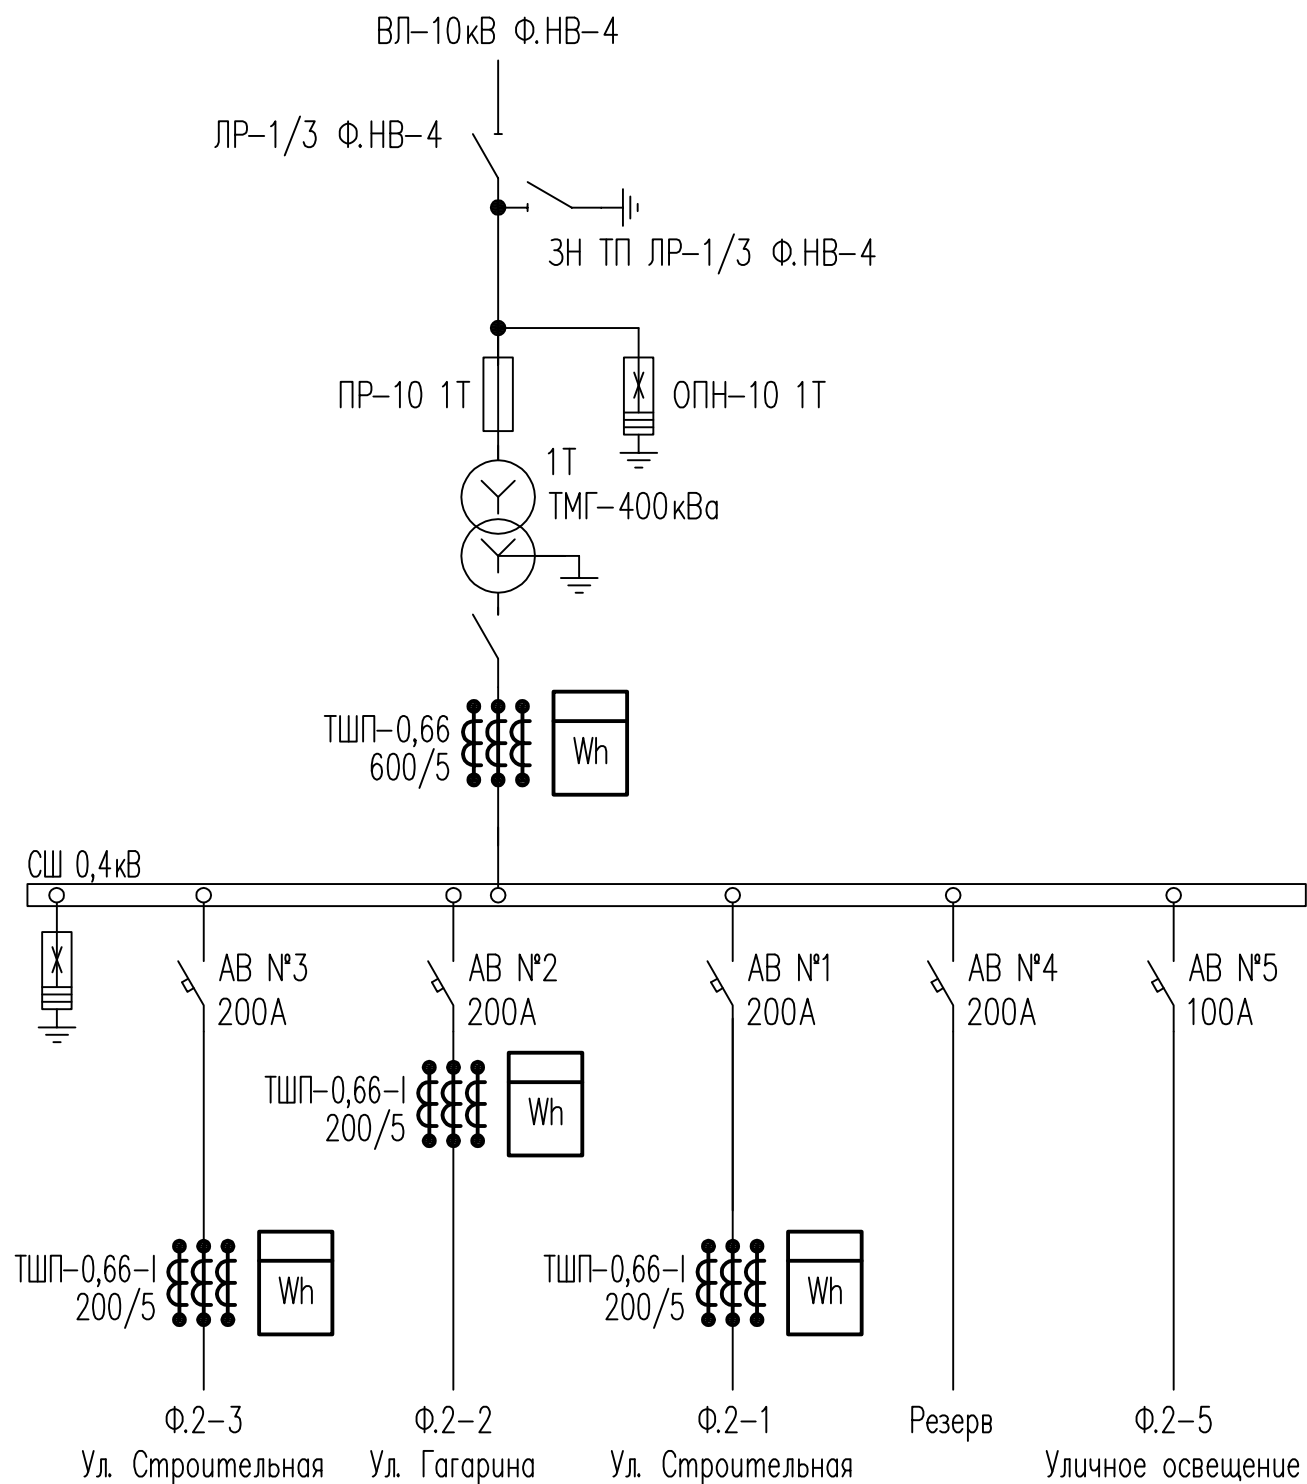 ВЛ-10кВ Ф.НВ-4
ЛР-1/3 Ф.НВ-4
ЗН ТП ЛР-1/3 Ф.НВ-4
ПР-10 1Т
ОПН-10 1Т
1Т
ТМГ-400кВа
ТШП-0,66
600/5
Wh
СШ 0,4кВ
АВ №3
200А
АВ №2
200А
АВ №1
200А
АВ №4
200А
АВ №5
100А
ТШП-0,66-I
200/5
Wh
ТШП-0,66-I
200/5
Wh
ТШП-0,66-I
200/5
Wh
Ф.2-3
Ул. Строительная
Ф.2-2
Ул. Гагарина
Ф.2-1
Ул. Строительная
Резерв
Ф.2-5
Уличное освещение